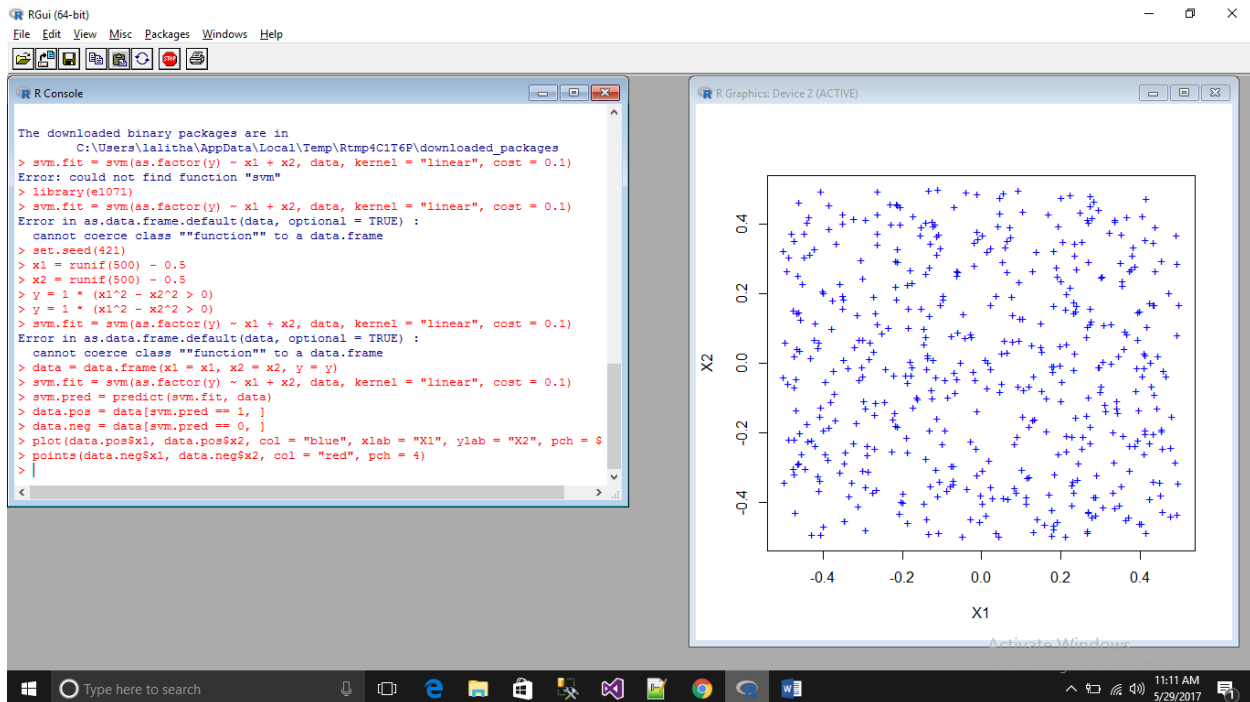 RGui (64-bit)
File Edit View Misc Packages Windows Help
STOP
R Console
The downloaded binary packages are in
C:\Users\lalitha\AppData\Local\Temp\Rtmp4C1T6P\downloaded_packages
> svm.fit = svm(as.factor(y) ~ x1 + x2, data, kernel = "linear", cost = 0.1)
Error: could not find function "svm"
> library(e1071)
> svm.fit = svm(as.factor(y) ~ x1 + x2, data, kernel = "linear", cost = 0.1)
Error in as.data.frame.default(data, optional = TRUE) :
cannot coerce class ""function"" to a data.frame
> set.seed(421)
> x1 = runif(500) - 0.5
> x2 = runif(500) - 0.5
> y = 1 * (x1^2 - x2^2 > 0)
> y = 1 * (x1^2 - x2^2 > 0)
> svm.fit = svm(as.factor(y) ~ x1 + x2, data, kernel = "linear", cost = 0.1)
Error in as.data.frame.default(data, optional = TRUE) :
cannot coerce class ""function"" to a data.frame
> data = data.frame(x1 = x1, x2 = x2, y = y)
> svm.fit = svm(as.factor(y) ~ x1 + x2, data, kernel = "linear", cost = 0.1)
> svm.pred = predict(svm.fit, data)
> data.pos = data[svm.pred == 1, ]
> data.neg = data[svm.pred == 0, ]
> plot(data.pos$x1, data.pos$x2, col = "blue", xlab = "X1", ylab = "X2", pch = $
> points(data.neg$x1, data.neg$x2, col = "red", pch = 4)
>
R Graphics: Device 2 (ACTIVE)
X2
0.4
0.2
0.0
-0.2
-0.4
-0.4 -0.2 0.0 0.2 0.4
X1
Activate Windows
Type here to search
11:11 AM
5/29/2017
1